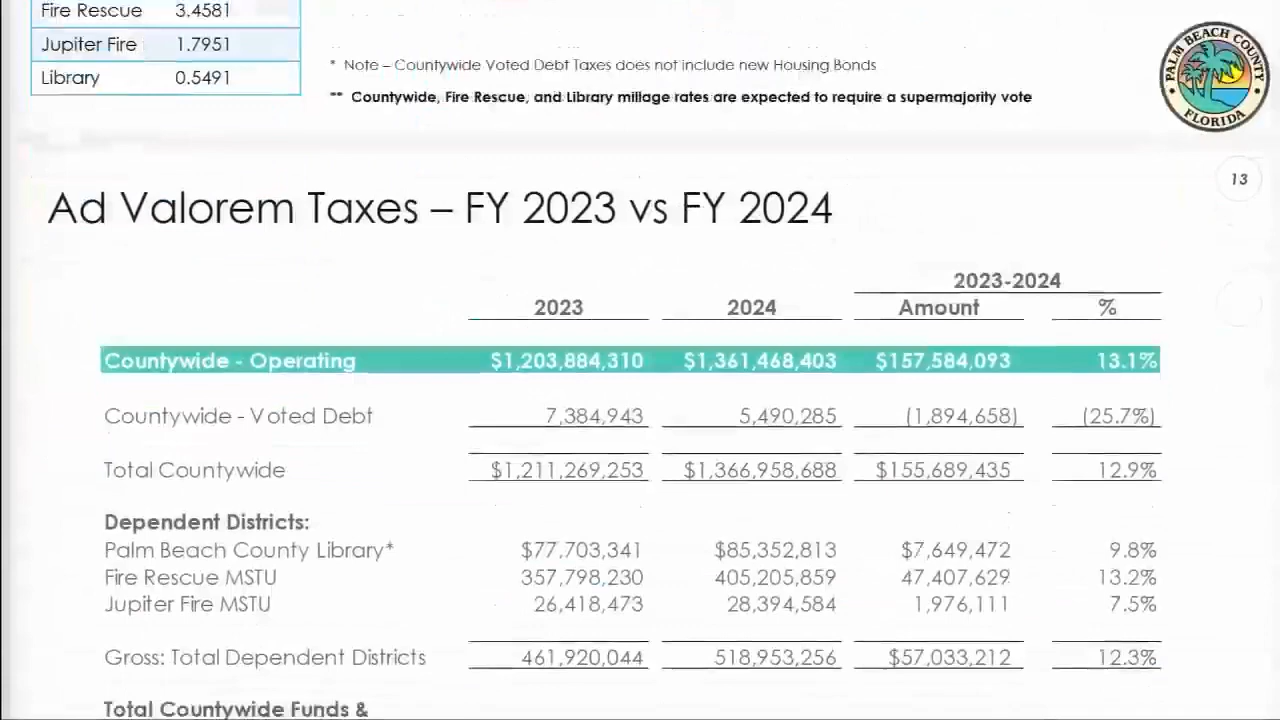 Fire Rescue 3.4581
Jupiter Fire 1.7951
Library 0.5491
* Note – Countywide Voted Debt Taxes does not include new Housing Bonds
** Countywide, Fire Rescue, and Library millage rates are expected to require a supermajority vote
PALM BEACH COUNTY
FLORIDA
13
Ad Valorem Taxes – FY 2023 vs FY 2024
2023-2024
2023 2024 Amount %
Countywide - Operating $1,203,884,310 $1,361,468,403 $157,584,093 13.1%
Countywide - Voted Debt 7,384,943 5,490,285 (1,894,658) (25.7%)
Total Countywide $1,211,269,253 $1,366,958,688 $155,689,435 12.9%
Dependent Districts:
Palm Beach County Library* $77,703,341 $85,352,813 $7,649,472 9.8%
Fire Rescue MSTU 357,798,230 405,205,859 47,407,629 13.2%
Jupiter Fire MSTU 26,418,473 28,394,584 1,976,111 7.5%
Gross: Total Dependent Districts 461,920,044 518,953,256 $57,033,212 12.3%
Total Countywide Funds &